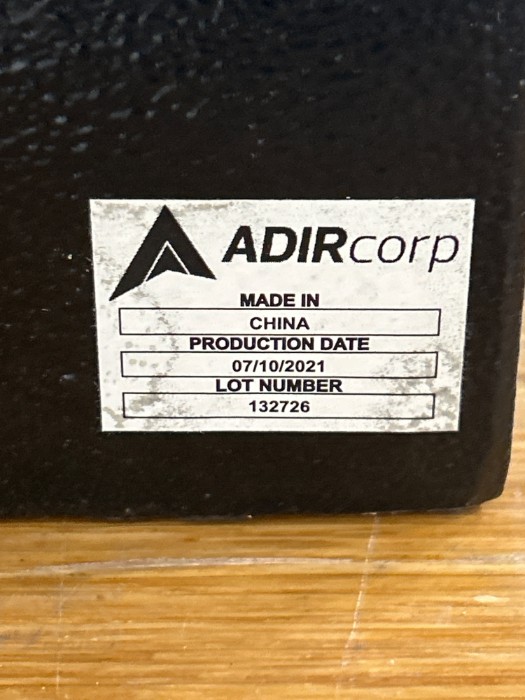 ADIRcorp
MADE IN
CHINA
PRODUCTION DATE
07/10/2021
LOT NUMBER
132726